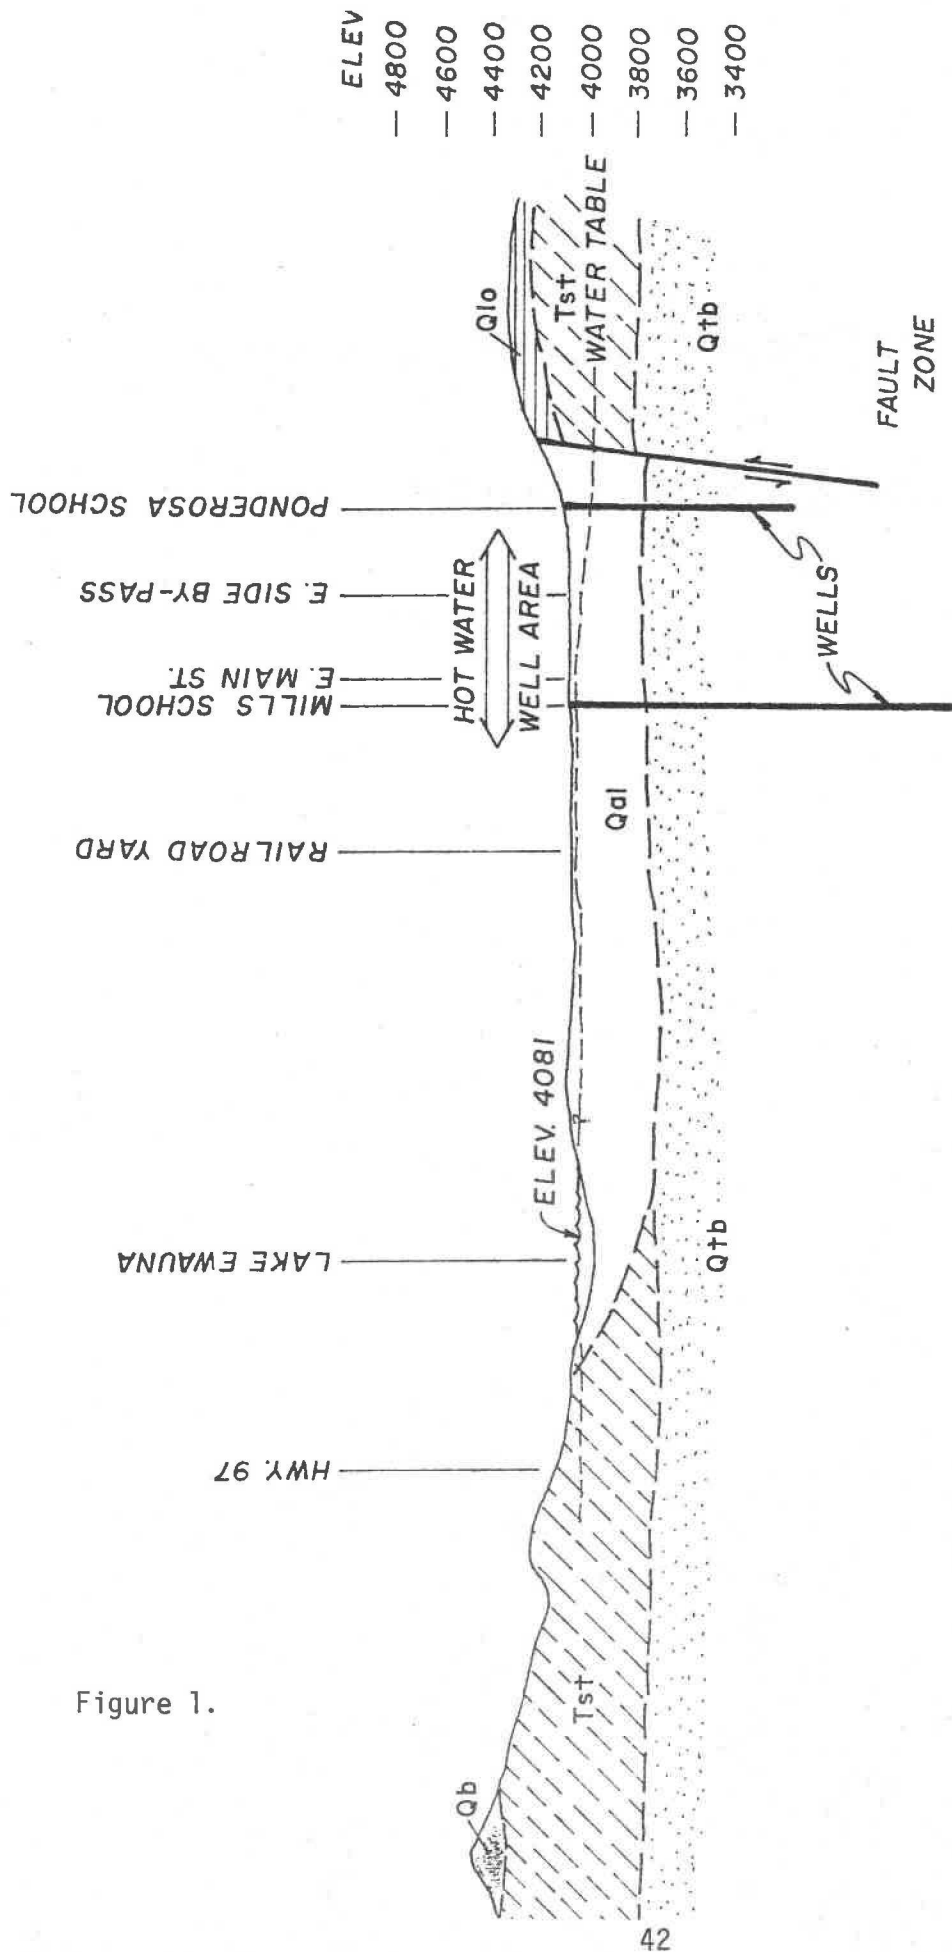 PONDEROSA SCHOOL
E. SIDE BY-PASS
E. MAIN ST.
MILLS SCHOOL
RAILROAD YARD
LAKE EWAUNA
HWY. 97
HOT WATER
WELL AREA
ELEV
4800
4600
4400
4200
4000
3800
3600
3400
Qlo
Tst
WATER TABLE
Qtb
FAULT
ZONE
WELLS
Qal
ELEV. 4081
?
Qtb
Tst
Qb
Figure 1.
42